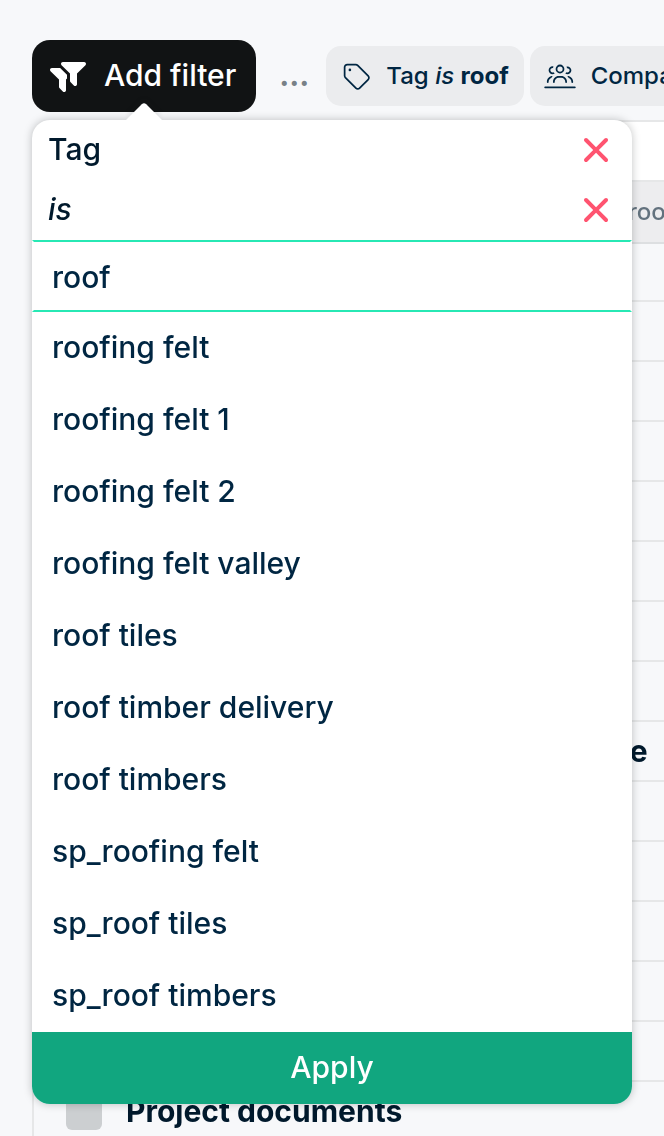 Add filter
...
Tag is roof
Tag
is
roof
roofing felt
roofing felt 1
roofing felt 2
roofing felt valley
roof tiles
roof timber delivery
roof timbers
sp_roofing felt
sp_roof tiles
sp_roof timbers
Apply
Project documents